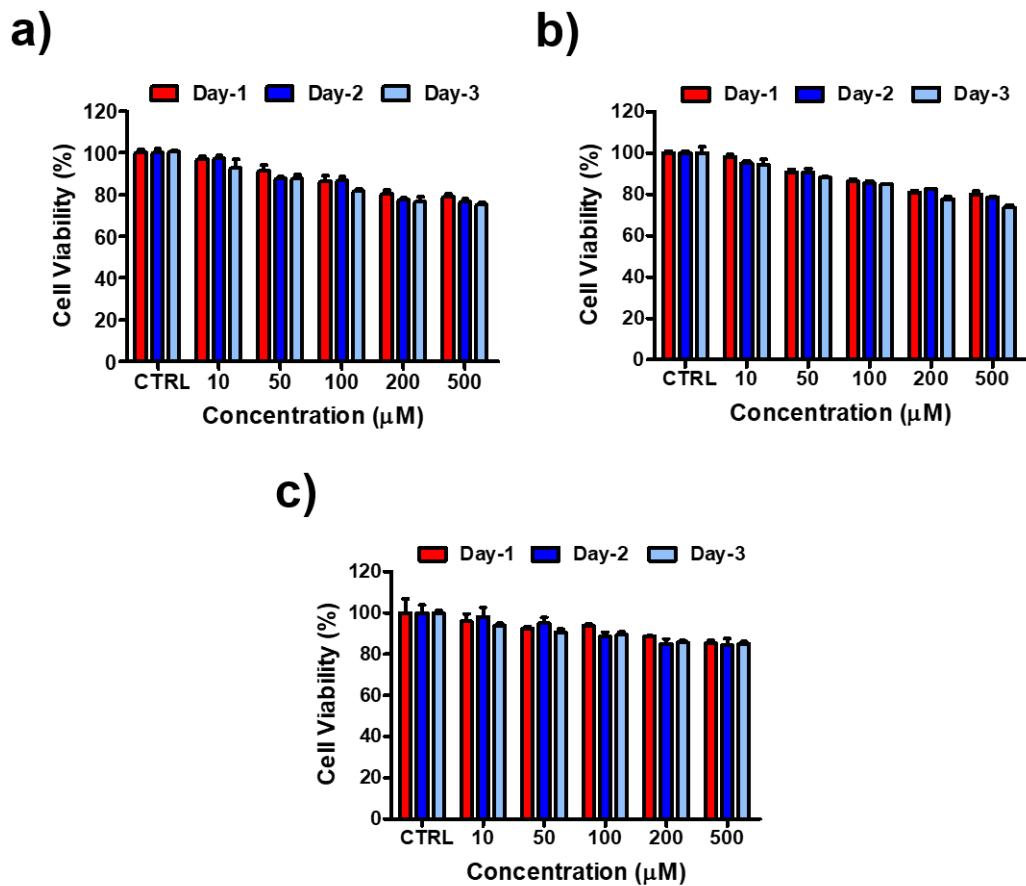 a)
Day-1 Day-2 Day-3
Cell Viability (%)
120
100
80
60
40
20
0
CTRL 10 50 100 200 500
Concentration (μM)
b)
Day-1 Day-2 Day-3
Cell Viability (%)
120
100
80
60
40
20
0
CTRL 10 50 100 200 500
Concentration (μM)
c)
Day-1 Day-2 Day-3
Cell Viability (%)
120
100
80
60
40
20
0
CTRL 10 50 100 200 500
Concentration (μM)